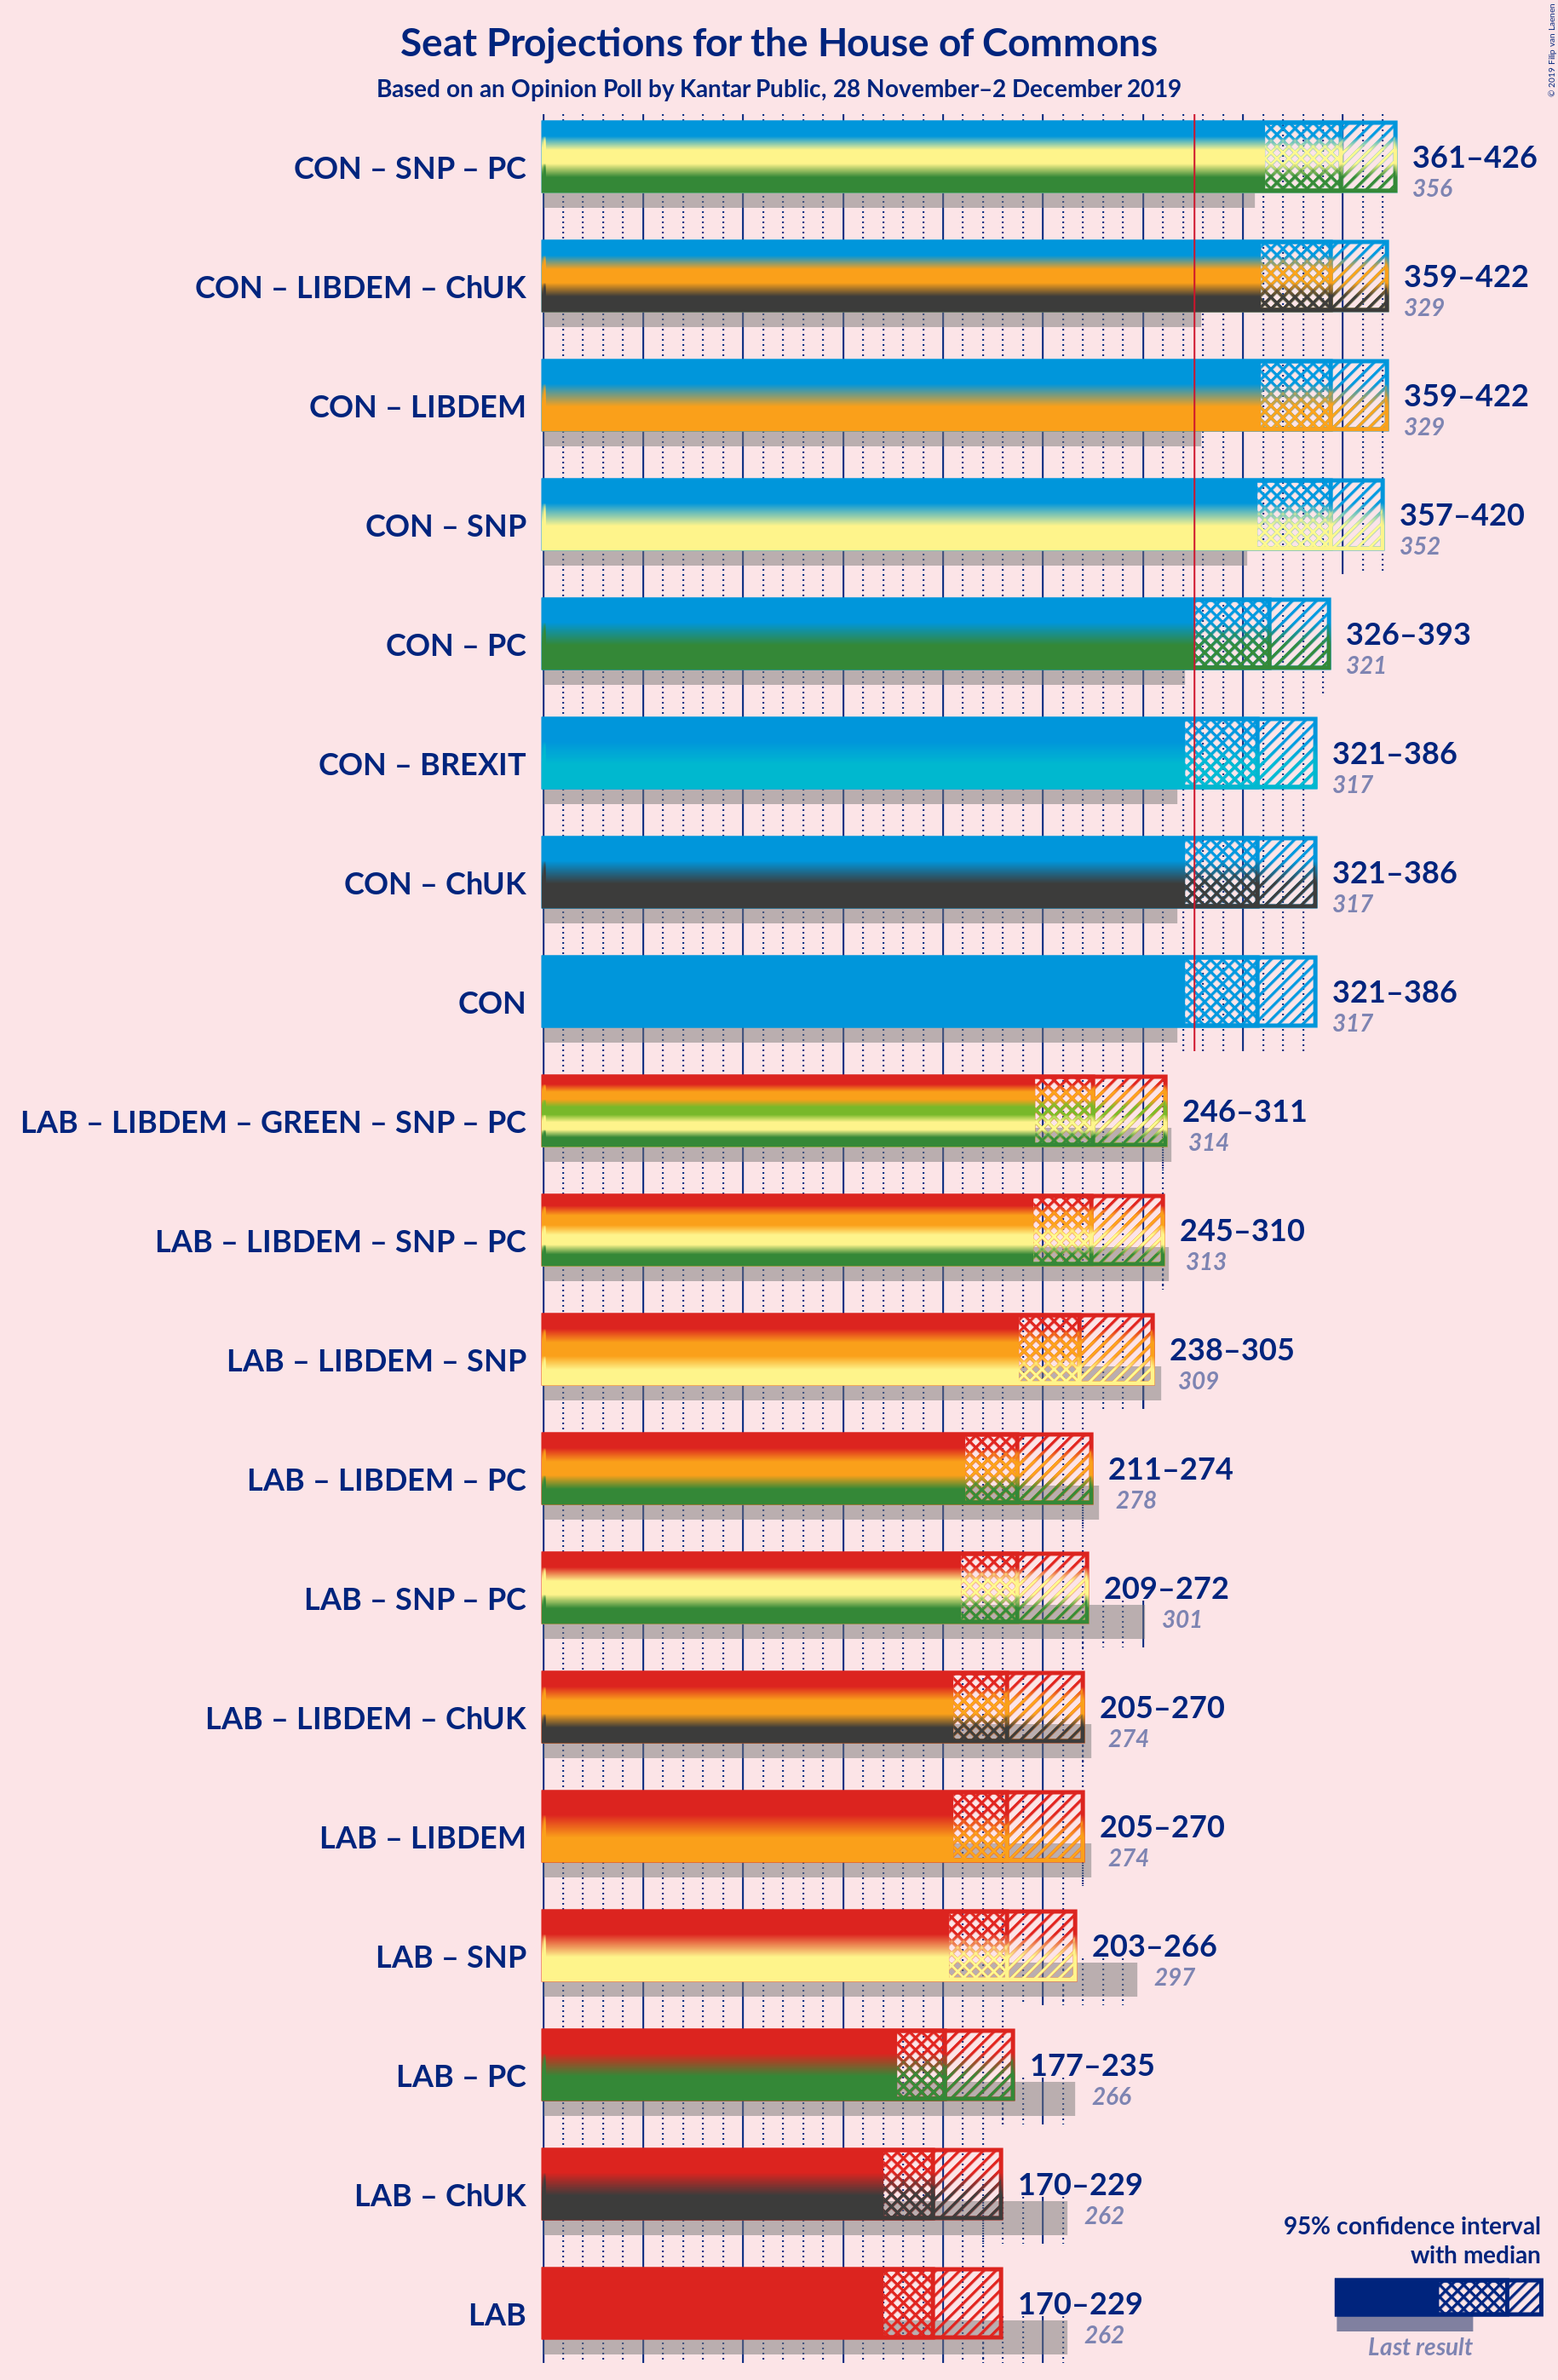 Seat Projections for the House of Commons
Based on an Opinion Poll by Kantar Public, 28 November–2 December 2019
© 2019 Filip van Laenen
CON – SNP – PC
361–426
356
CON – LIBDEM – ChUK
359–422
329
CON – LIBDEM
359–422
329
CON – SNP
357–420
352
CON – PC
326–393
321
CON – BREXIT
321–386
317
CON – ChUK
321–386
317
CON
321–386
317
LAB – LIBDEM – GREEN – SNP – PC
246–311
314
LAB – LIBDEM – SNP – PC
245–310
313
LAB – LIBDEM – SNP
238–305
309
LAB – LIBDEM – PC
211–274
278
LAB – SNP – PC
209–272
301
LAB – LIBDEM – ChUK
205–270
274
LAB – LIBDEM
205–270
274
LAB – SNP
203–266
297
LAB – PC
177–235
266
LAB – ChUK
170–229
262
LAB
170–229
262
95% confidence interval
with median
Last result